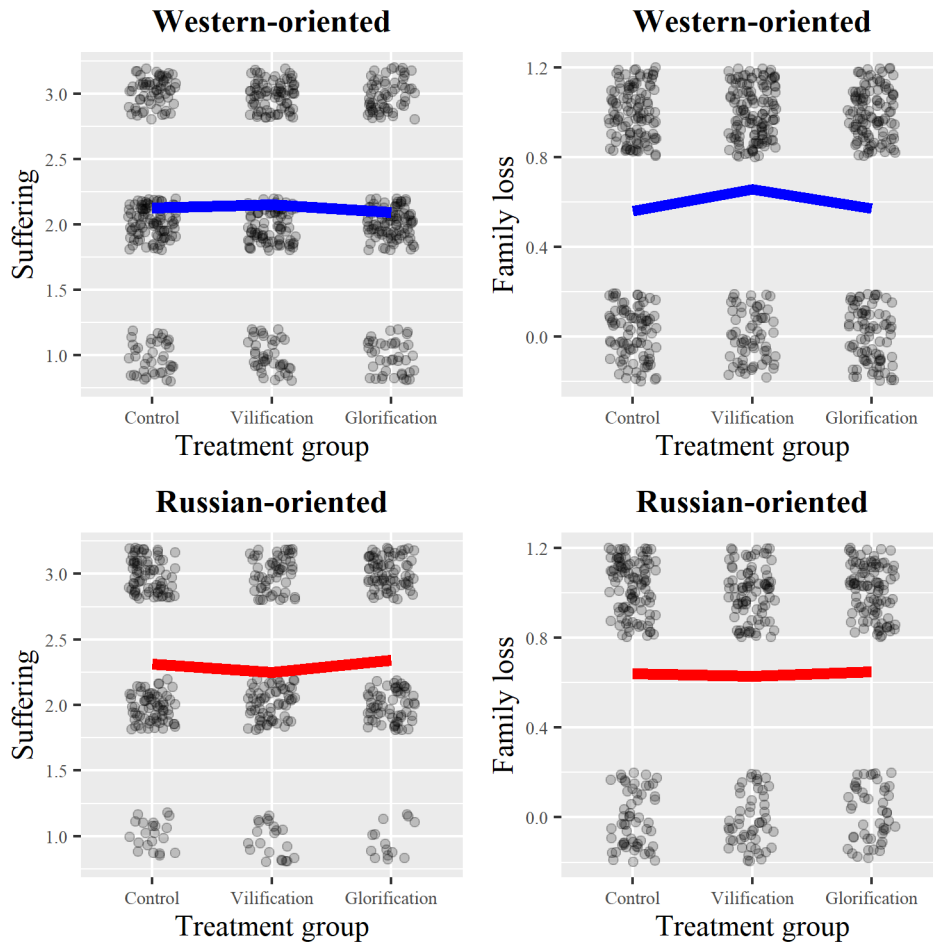 Western-oriented
Suffering
3.0
2.5
2.0
1.5
1.0
Control Vilification Glorification
Treatment group
Western-oriented
Family loss
1.2
0.8
0.4
0.0
Control Vilification Glorification
Treatment group
Russian-oriented
Suffering
3.0
2.5
2.0
1.5
1.0
Control Vilification Glorification
Treatment group
Russian-oriented
Family loss
1.2
0.8
0.4
0.0
Control Vilification Glorification
Treatment group